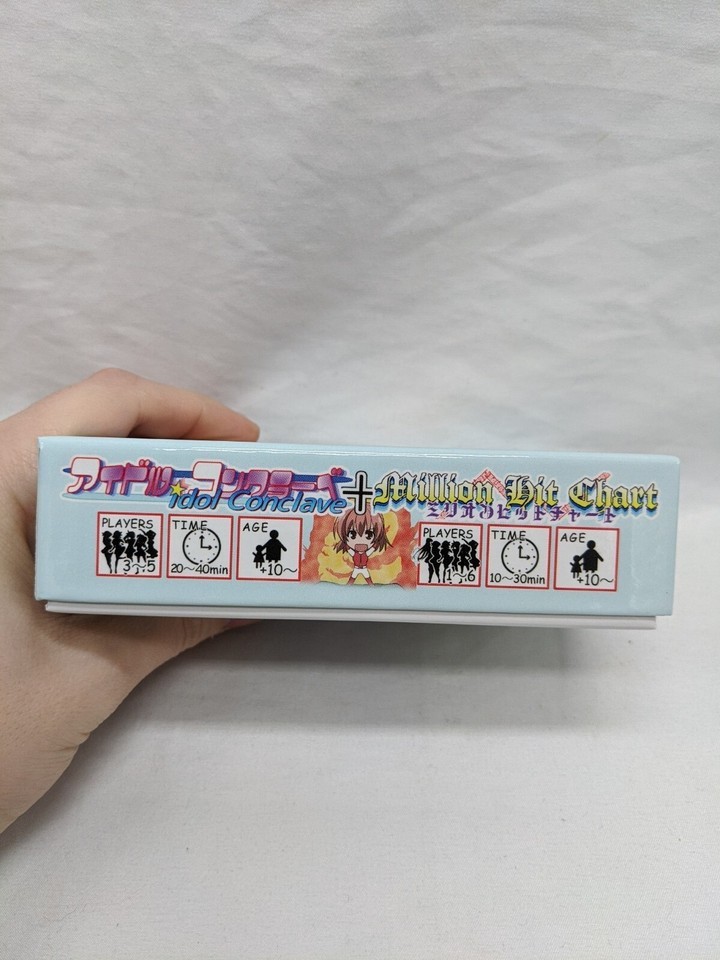 アイドル★コンクラーベ + Million Hit Chart
idol Conclave ミリオンヒットチャート
PLAYERS TIME AGE PLAYERS TIME AGE
3～5 20～40min +10～ 1～6 10～30min +10～